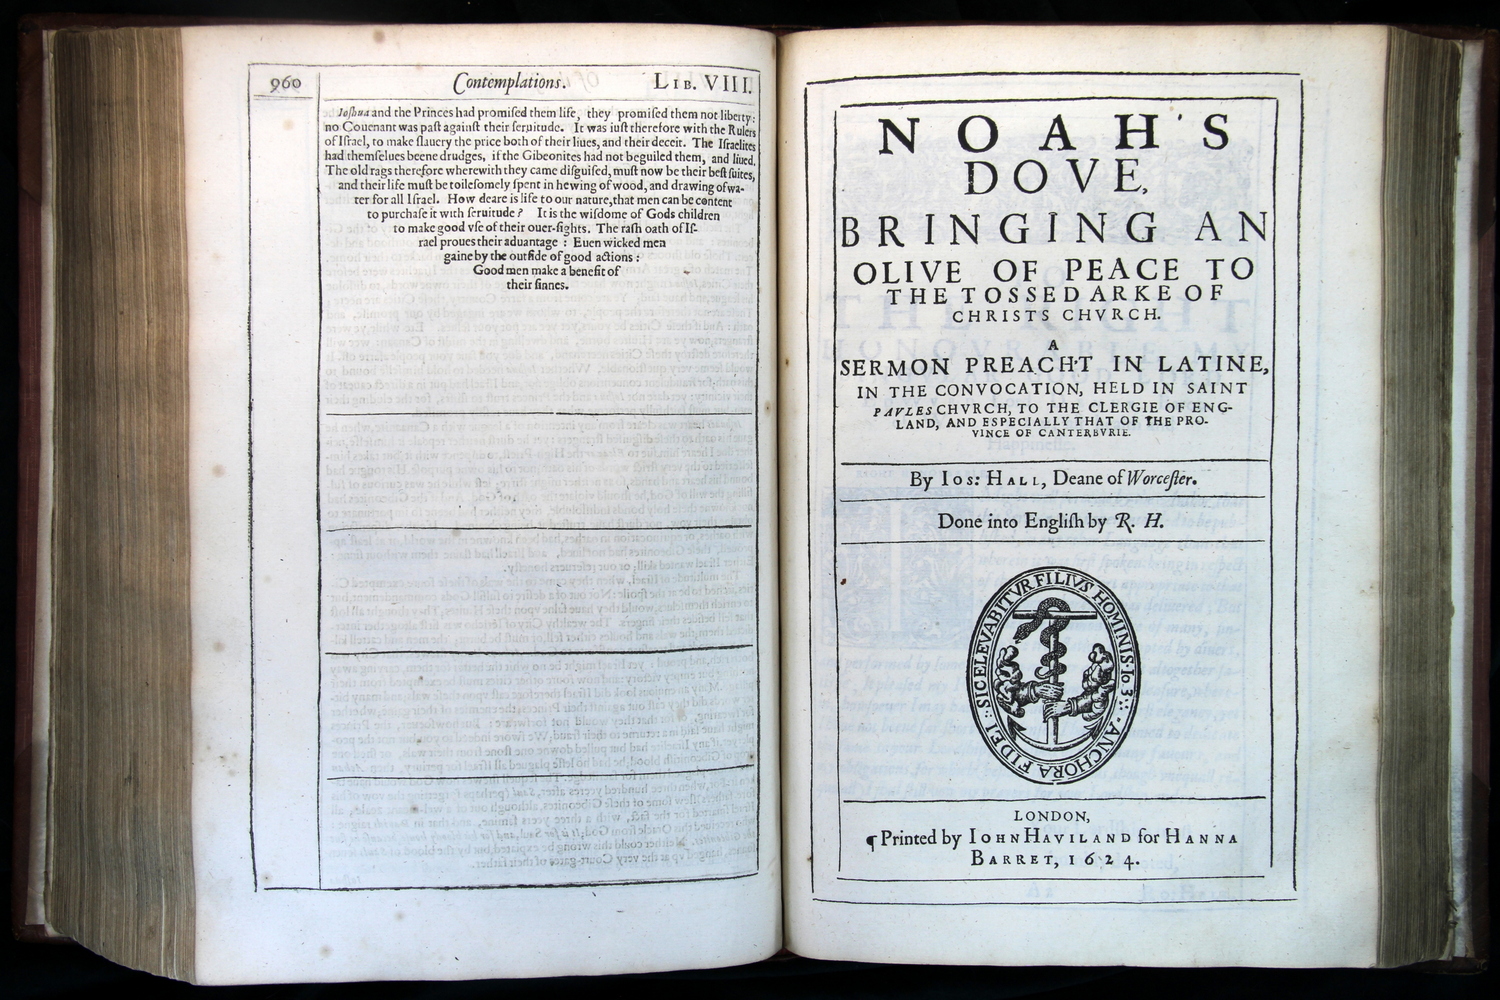 960 Contemplations. LIB. VIII.
Ioſhua and the Princes had promiſed them life, they promiſed them not liberty:
no Couenant was paſt againſt their ſeruitude. It was iuſt therefore with the Rulers
of Iſrael, to make ſlauery the price both of their liues, and their deceit. The Iſraelites
had themſelues beene drudges, if the Gibeonites had not beguiled them, and liued.
The old rags therefore wherewith they came diſguiſed, muſt now be their beſt ſuites,
and their life muſt be toileſomely ſpent in hewing of wood, and drawing of wa-
ter for all Iſrael. How deare is life to our nature, that men can be content
to purchaſe it with ſeruitude? It is the wiſdome of Gods children
to make good vſe of their ouer-ſights. The raſh oath of Iſ-
rael proues their aduantage: Euen wicked men
gaine by the outſide of good actions:
Good men make a benefit of
their ſinnes.
NOAH'S
DOVE,
BRINGING AN
OLIVE OF PEACE TO
THE TOSSED ARKE OF
CHRISTS CHVRCH.
A
SERMON PREACH'T IN LATINE,
IN THE CONVOCATION, HELD IN SAINT
PAVLES CHVRCH, TO THE CLERGIE OF ENG-
LAND, AND ESPECIALLY THAT OF THE PRO-
VINCE OF CANTERBVRIE.
By IOS: HALL, Deane of Worceſter.
Done into Engliſh by R. H.
SIC ELEVABITVR FILIVS HOMINIS. Io 3. ANCHORA FIDEI
LONDON,
¶ Printed by IOHN HAVILAND for HANNA
BARRET, 1624.